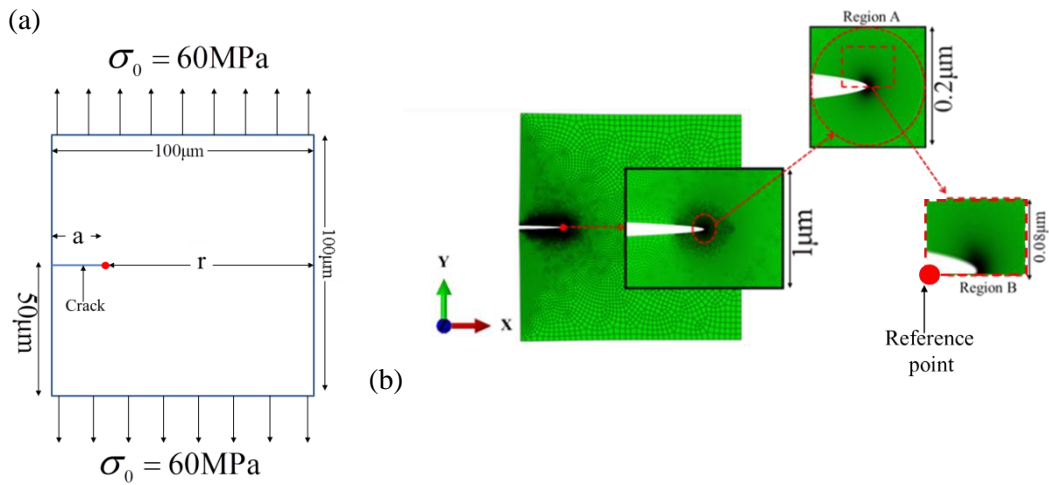 (a)
σ₀ = 60MPa
100μm
100μm
a
r
Crack
50μm
σ₀ = 60MPa
(b)
Y
X
Z
1μm
Region A
0.2μm
0.08μm
Region B
Reference
point